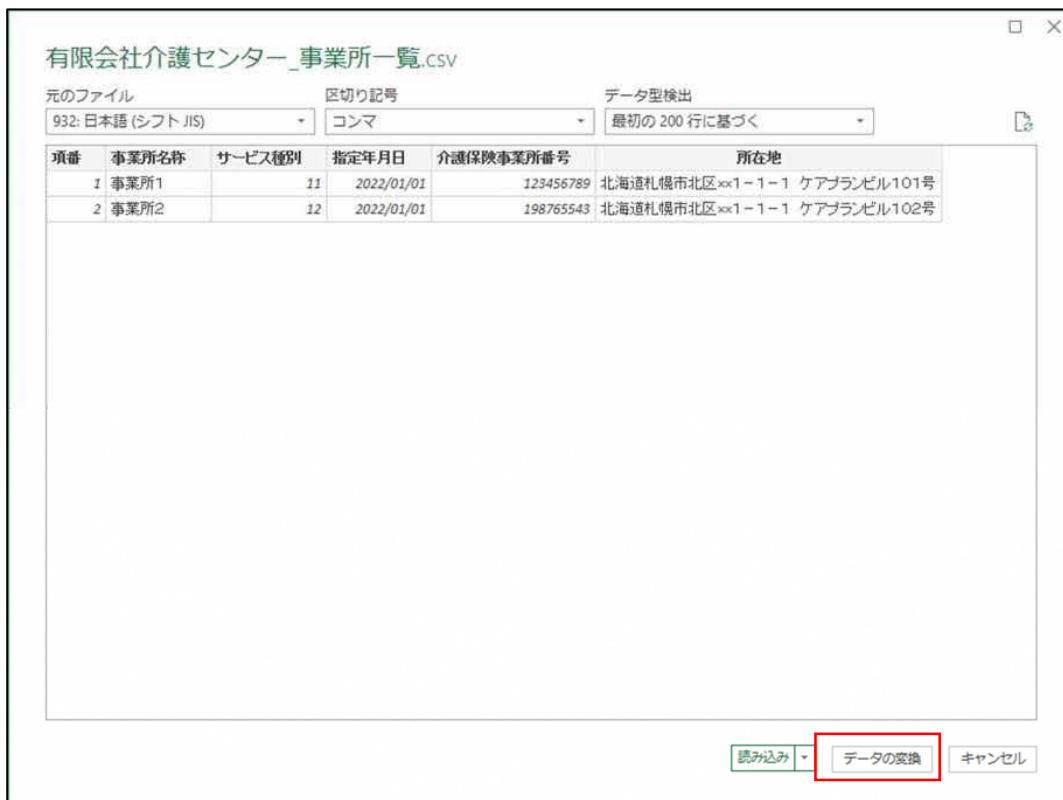 有限会社介護センター_事業所一覧.csv
元のファイル 区切り記号 データ型検出
932: 日本語 (シフト JIS) コンマ 最初の 200 行に基づく
項番 事業所名称 サービス種別 指定年月日 介護保険事業所番号 所在地
1 事業所1 11 2022/01/01 123456789 北海道札幌市北区××1-1-1 ケアプランビル101号
2 事業所2 12 2022/01/01 198765543 北海道札幌市北区××1-1-1 ケアプランビル102号
読み込み データの変換 キャンセル